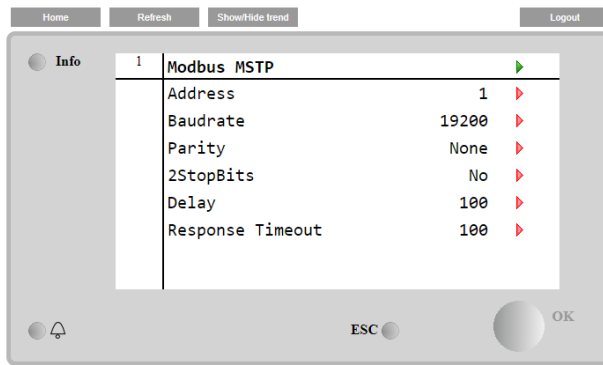 Home Refresh Show/Hide trend Logout
Info 1 Modbus MSTP
Address 1
Baudrate 19200
Parity None
2StopBits No
Delay 100
Response Timeout 100
ESC OK